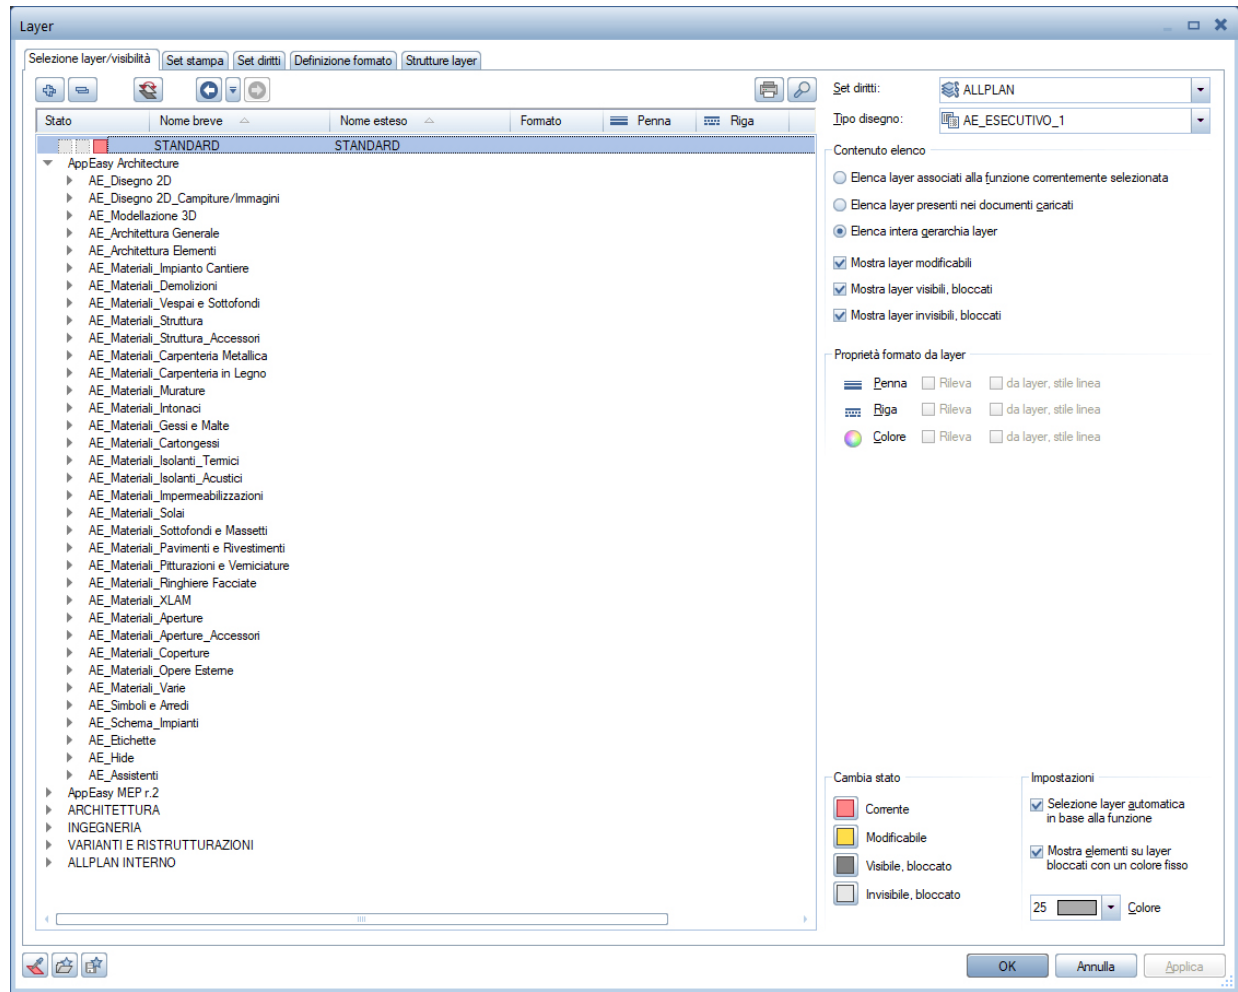 Layer
Selezione layer/visibilità Set stampa Set diritti Definizione formato Strutture layer
Stato Nome breve Nome esteso Formato Penna Riga
STANDARD STANDARD
AppEasy Architecture
AE_Disegno 2D
AE_Disegno 2D_Campiture/Immagini
AE_Modellazione 3D
AE_Architettura Generale
AE_Architettura Elementi
AE_Materiali_Impianto Cantiere
AE_Materiali_Demolizioni
AE_Materiali_Vespai e Sottofondi
AE_Materiali_Struttura
AE_Materiali_Struttura_Accessori
AE_Materiali_Carpenteria Metallica
AE_Materiali_Carpenteria in Legno
AE_Materiali_Murature
AE_Materiali_Intonaci
AE_Materiali_Gessi e Malte
AE_Materiali_Cartongessi
AE_Materiali_Isolanti_Termici
AE_Materiali_Isolanti_Acustici
AE_Materiali_Impermeabilizzazioni
AE_Materiali_Solai
AE_Materiali_Sottofondi e Massetti
AE_Materiali_Pavimenti e Rivestimenti
AE_Materiali_Pitturazioni e Verniciature
AE_Materiali_Ringhiere Facciate
AE_Materiali_XLAM
AE_Materiali_Aperture
AE_Materiali_Aperture_Accessori
AE_Materiali_Coperture
AE_Materiali_Opere Esterne
AE_Materiali_Varie
AE_Simboli e Arredi
AE_Schema_Impianti
AE_Etichette
AE_Hide
AE_Assistenti
AppEasy MEP r.2
ARCHITETTURA
INGEGNERIA
VARIANTI E RISTRUTTURAZIONI
ALLPLAN INTERNO
Set diritti: ALLPLAN
Tipo disegno: AE_ESECUTIVO_1
Contenuto elenco
Elenca layer associati alla funzione correntemente selezionata
Elenca layer presenti nei documenti caricati
Elenca intera gerarchia layer
Mostra layer modificabili
Mostra layer visibili, bloccati
Mostra layer invisibili, bloccati
Proprietà formato da layer
Penna Rileva da layer, stile linea
Riga Rileva da layer, stile linea
Colore Rileva da layer, stile linea
Cambia stato
Corrente
Modificabile
Visibile, bloccato
Invisibile, bloccato
Impostazioni
Selezione layer automatica
in base alla funzione
Mostra elementi su layer
bloccati con un colore fisso
25 Colore
OK Annulla Applica